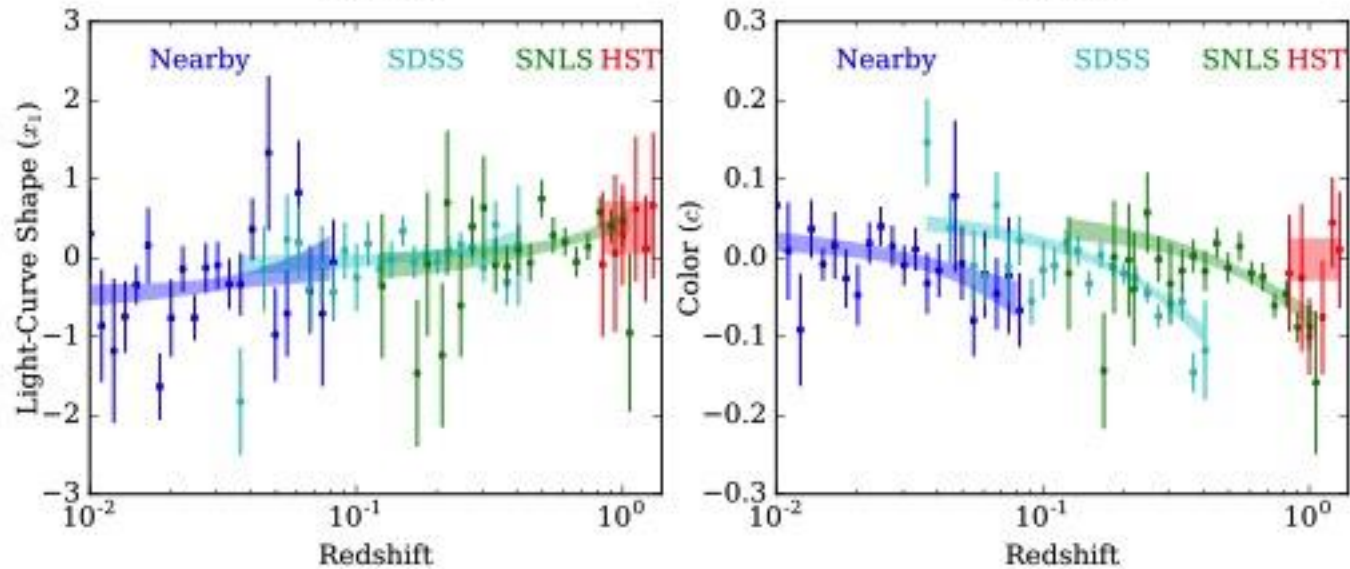 3
2
1
0
−1
−2
−3
Light-Curve Shape (x₁)
Nearby SDSS SNLS HST
10⁻² 10⁻¹ 10⁰
Redshift
0.3
0.2
0.1
0.0
−0.1
−0.2
−0.3
Color (c)
Nearby SDSS SNLS HST
10⁻² 10⁻¹ 10⁰
Redshift